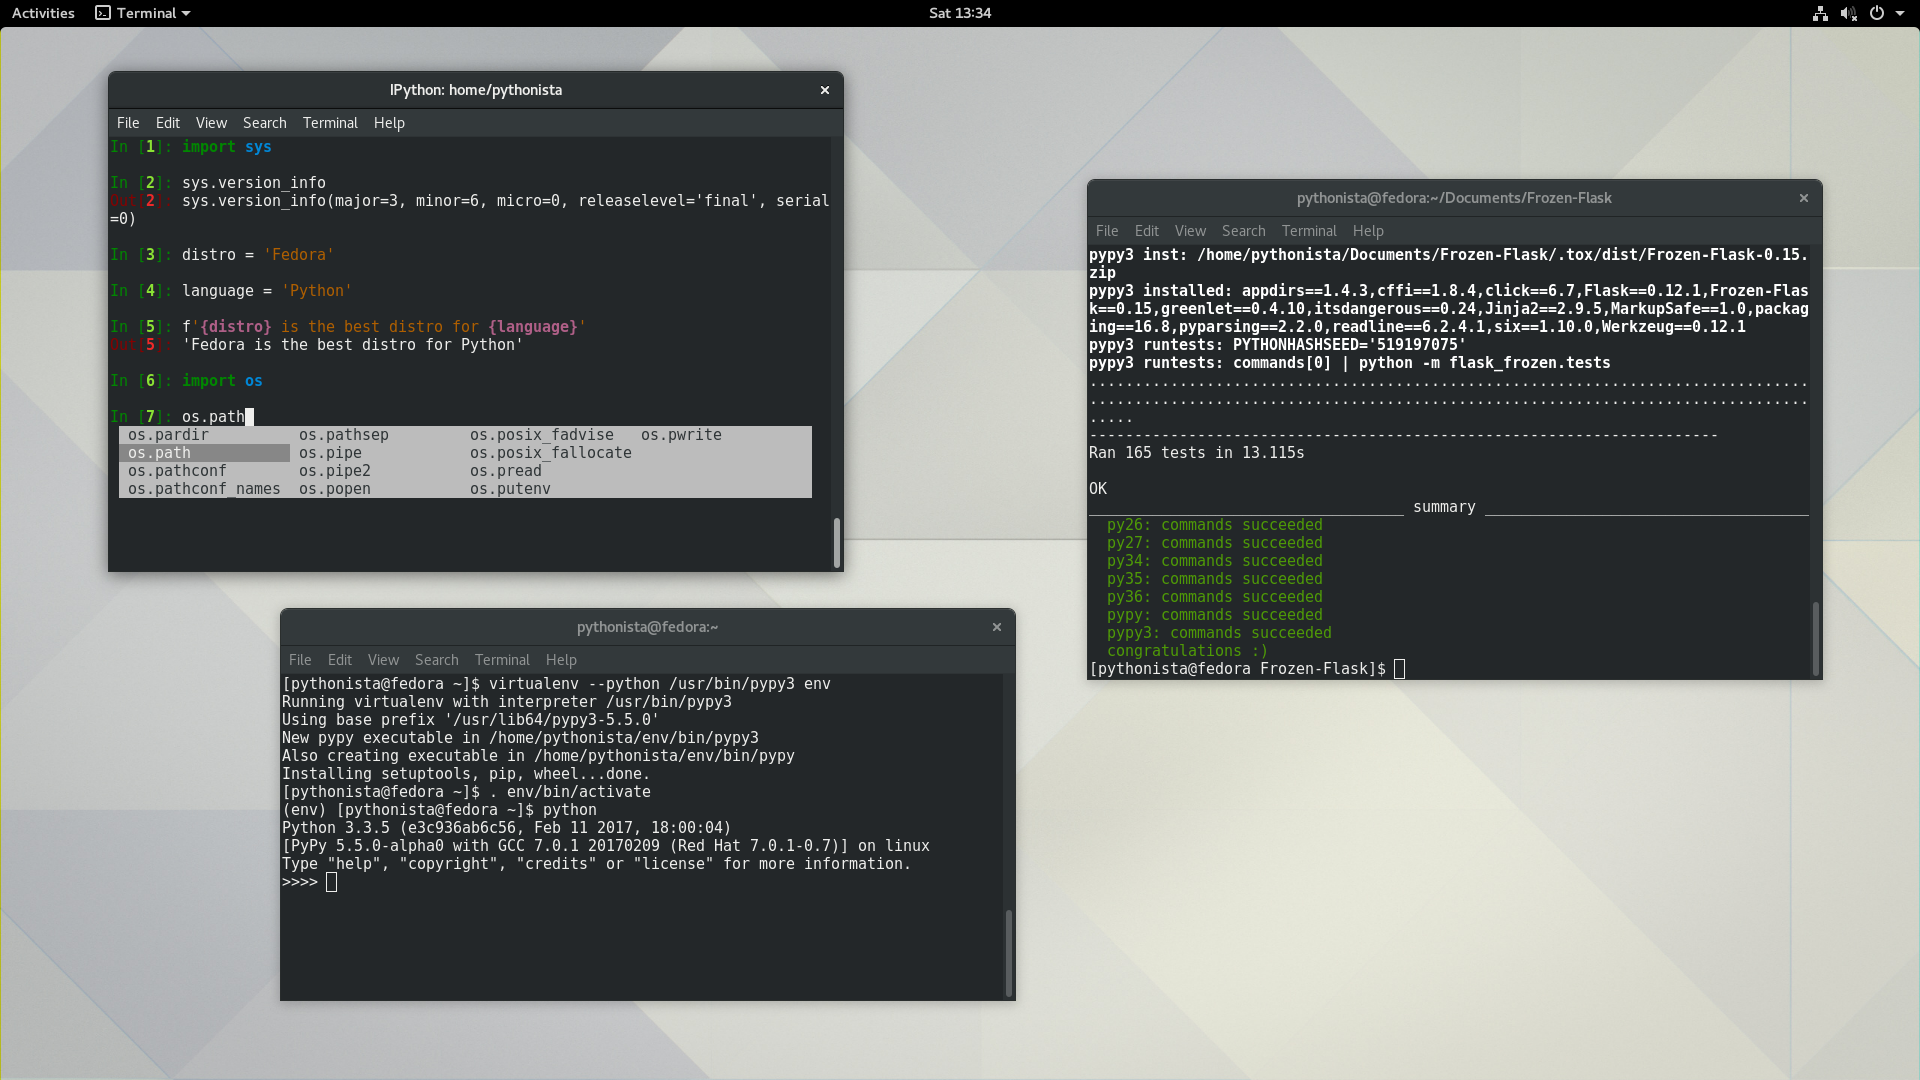 Activities Terminal Sat 13:34
IPython: home/pythonista
File Edit View Search Terminal Help
In [1]: import sys
In [2]: sys.version_info
Out[2]: sys.version_info(major=3, minor=6, micro=0, releaselevel='final', serial
=0)
In [3]: distro = 'Fedora'
In [4]: language = 'Python'
In [5]: f'{distro} is the best distro for {language}'
Out[5]: 'Fedora is the best distro for Python'
In [6]: import os
In [7]: os.path
os.pardir os.pathsep os.posix_fadvise os.pwrite
os.path os.pipe os.posix_fallocate
os.pathconf os.pipe2 os.pread
os.pathconf_names os.popen os.putenv
pythonista@fedora:~/Documents/Frozen-Flask
File Edit View Search Terminal Help
pypy3 inst: /home/pythonista/Documents/Frozen-Flask/.tox/dist/Frozen-Flask-0.15.
zip
pypy3 installed: appdirs==1.4.3,cffi==1.8.4,click==6.7,Flask==0.12.1,Frozen-Flas
k==0.15,greenlet==0.4.10,itsdangerous==0.24,Jinja2==2.9.5,MarkupSafe==1.0,packag
ing==16.8,pyparsing==2.2.0,readline==6.2.4.1,six==1.10.0,Werkzeug==0.12.1
pypy3 runtests: PYTHONHASHSEED='519197075'
pypy3 runtests: commands[0] | python -m flask_frozen.tests
................................................................................
................................................................................
.....
----------------------------------------------------------------------
Ran 165 tests in 13.115s
OK
___________________________________ summary ____________________________________
py26: commands succeeded
py27: commands succeeded
py34: commands succeeded
py35: commands succeeded
py36: commands succeeded
pypy: commands succeeded
pypy3: commands succeeded
congratulations :)
[pythonista@fedora Frozen-Flask]$
pythonista@fedora:~
File Edit View Search Terminal Help
[pythonista@fedora ~]$ virtualenv --python /usr/bin/pypy3 env
Running virtualenv with interpreter /usr/bin/pypy3
Using base prefix '/usr/lib64/pypy3-5.5.0'
New pypy executable in /home/pythonista/env/bin/pypy3
Also creating executable in /home/pythonista/env/bin/pypy
Installing setuptools, pip, wheel...done.
[pythonista@fedora ~]$ . env/bin/activate
(env) [pythonista@fedora ~]$ python
Python 3.3.5 (e3c936ab6c56, Feb 11 2017, 18:00:04)
[PyPy 5.5.0-alpha0 with GCC 7.0.1 20170209 (Red Hat 7.0.1-0.7)] on linux
Type "help", "copyright", "credits" or "license" for more information.
>>>>